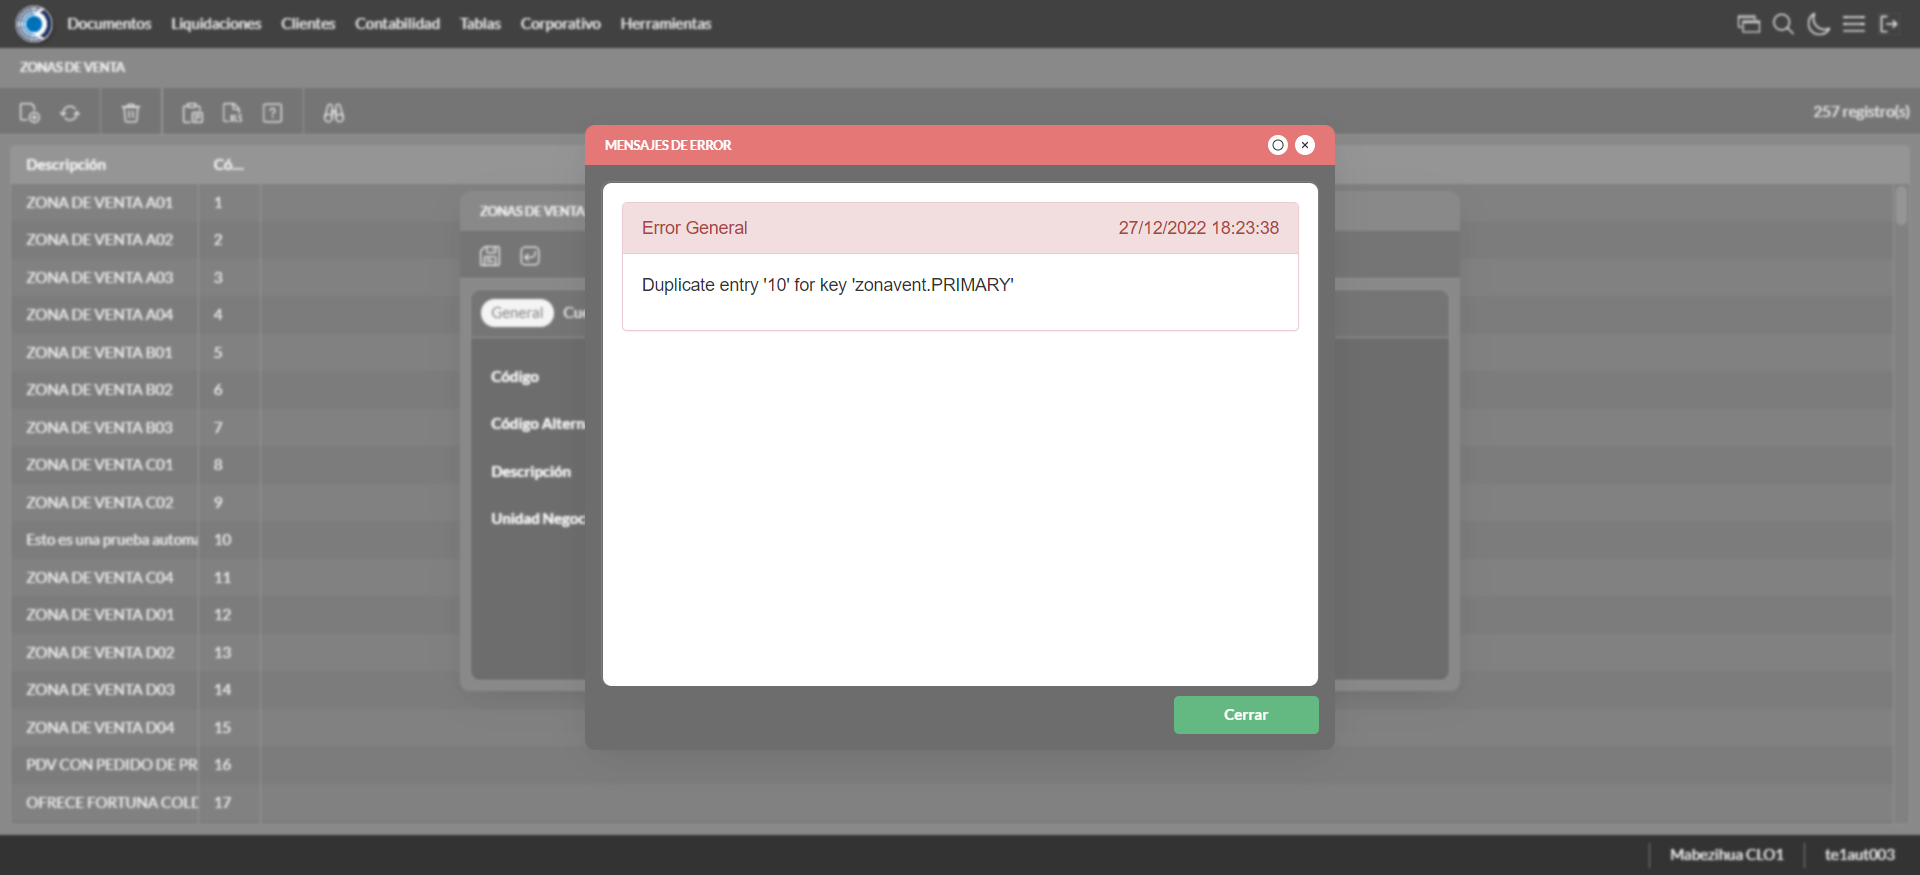 Documentos Liquidaciones Clientes Contabilidad Tablas Corporativo Herramientas
ZONAS DE VENTA
257 registro(s)
MENSAJES DE ERROR
Error General 27/12/2022 18:23:38
Duplicate entry '10' for key 'zonavent.PRIMARY'
Cerrar
ZONAS DE VENTA
General Cue
Código
Código Altern
Descripción
Unidad Negoc
Descripción Có...
ZONA DE VENTA A01 1
ZONA DE VENTA A02 2
ZONA DE VENTA A03 3
ZONA DE VENTA A04 4
ZONA DE VENTA B01 5
ZONA DE VENTA B02 6
ZONA DE VENTA B03 7
ZONA DE VENTA C01 8
ZONA DE VENTA C02 9
Esto es una prueba automa 10
ZONA DE VENTA C04 11
ZONA DE VENTA D01 12
ZONA DE VENTA D02 13
ZONA DE VENTA D03 14
ZONA DE VENTA D04 15
PDV CON PEDIDO DE PR 16
OFRECE FORTUNA COLD 17
Mabezihua CLO1 te1aut003